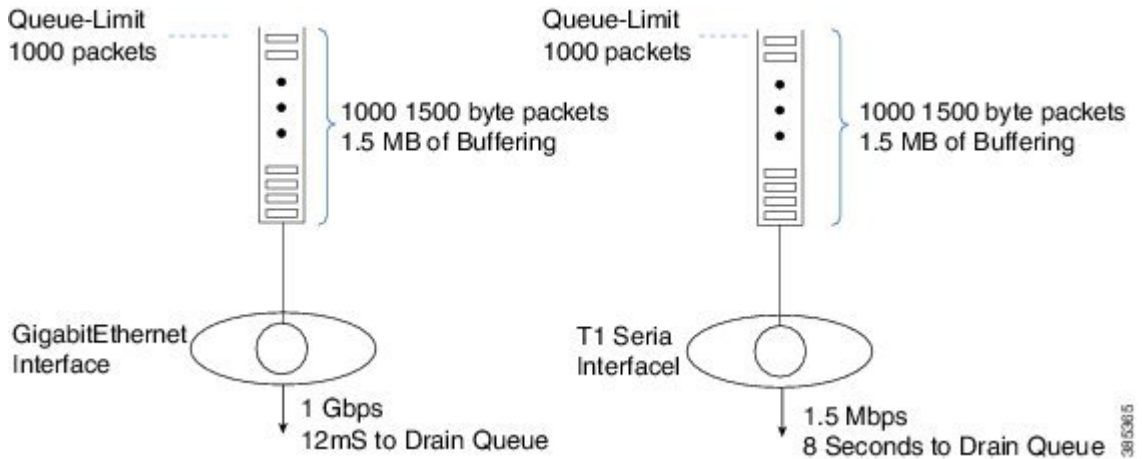 Queue-Limit
1000 packets
1000 1500 byte packets
1.5 MB of Buffering
GigabitEthernet
Interface
1 Gbps
12mS to Drain Queue
Queue-Limit
1000 packets
1000 1500 byte packets
1.5 MB of Buffering
T1 Seria
Interfacel
1.5 Mbps
8 Seconds to Drain Queue
385365